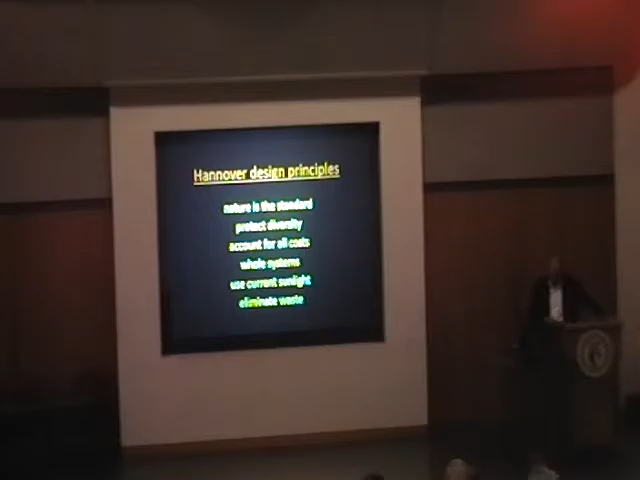 Hannover design principles
nature is the standard
protect diversity
account for all costs
whole systems
use current sunlight
eliminate waste